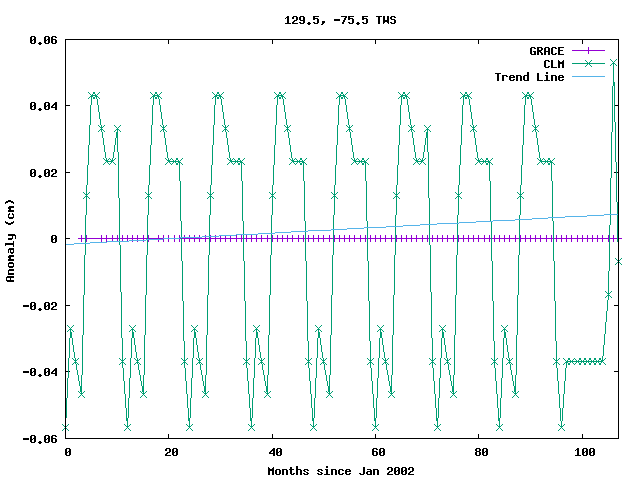 129.5, -75.5 TWS
GRACE
CLM
Trend Line
0.06
0.04
0.02
0
-0.02
-0.04
-0.06
Anomaly (cm)
0 20 40 60 80 100
Months since Jan 2002